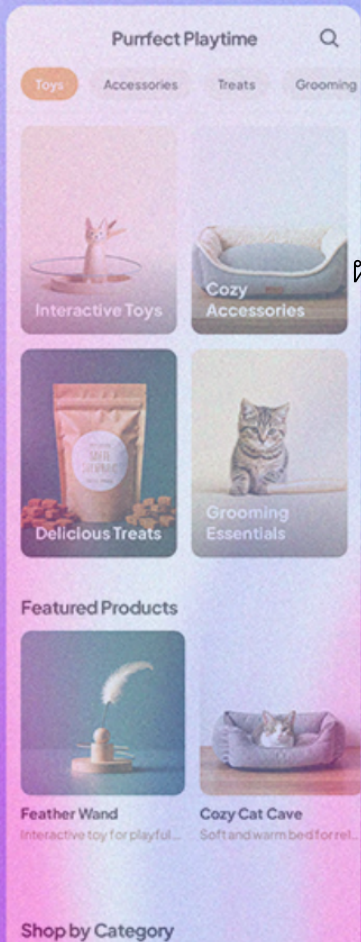 Purrfect Playtime
Toys
Accessories
Treats
Grooming
Interactive Toys
Cozy
Accessories
Delicious Treats
Grooming
Essentials
Featured Products
Feather Wand
Cozy Cat Cave
Interactive toy for playful...
Soft and warm bed for rel...
Shop by Category